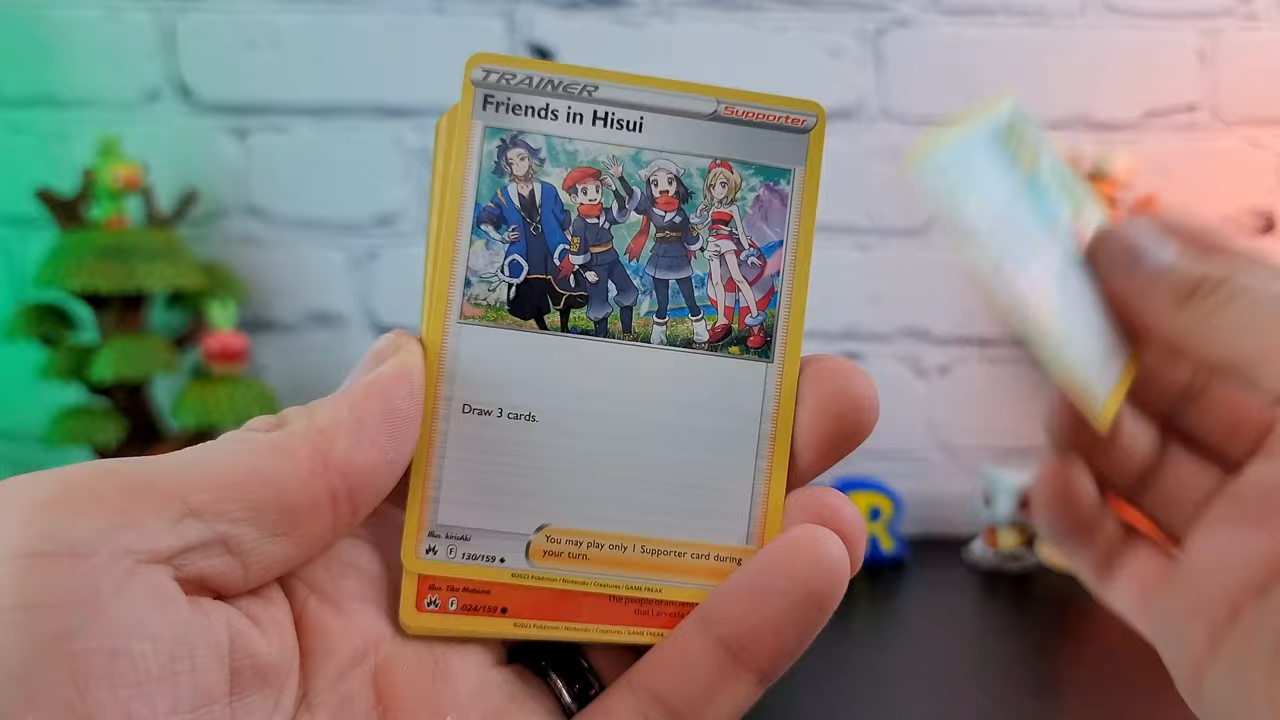 TRAINER
Supporter
Friends in Hisui
Draw 3 cards.
Illus. kirisAki
F 130/159
You may play only 1 Supporter card during
your turn.
©2023 Pokémon / Nintendo / Creatures / GAME FREAK
Illus. Tika Matsuno
F 024/159
The people of ancient
that Larvesta
©2023 Pokémon / Nintendo / Creatures / GAME FREAK
R